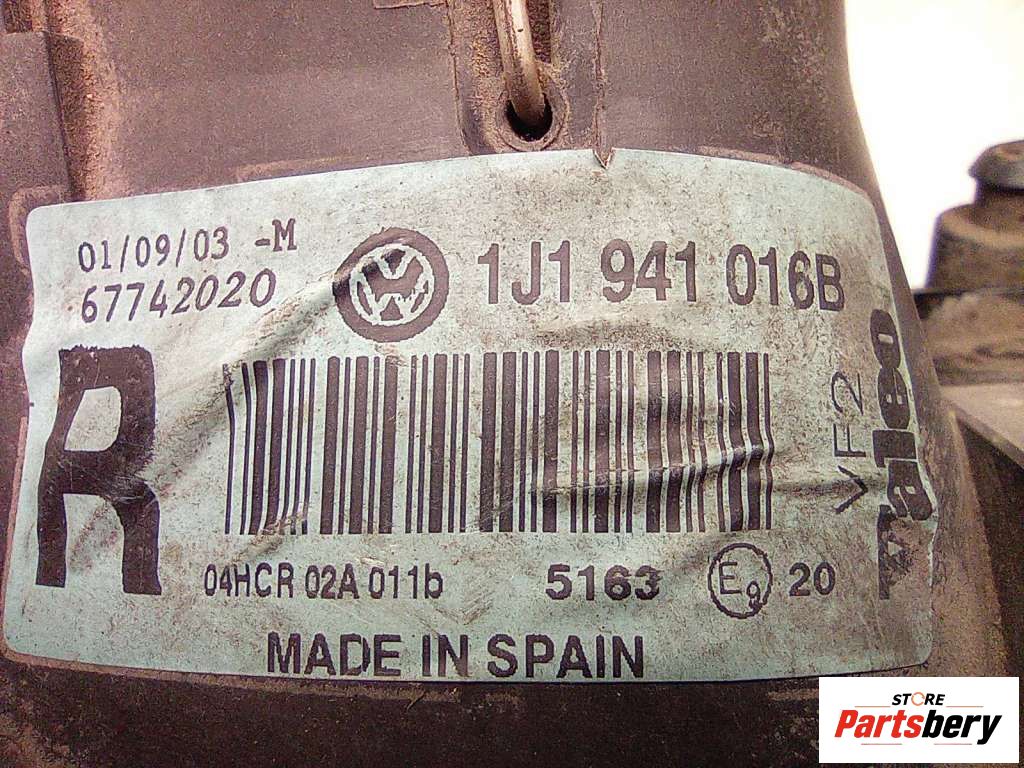 01/09/03 -M
67742020
1J1 941 016B
R
VF2
Valeo
04HCR 02A 011b
5163
E9
20
MADE IN SPAIN
STORE
Partsbery